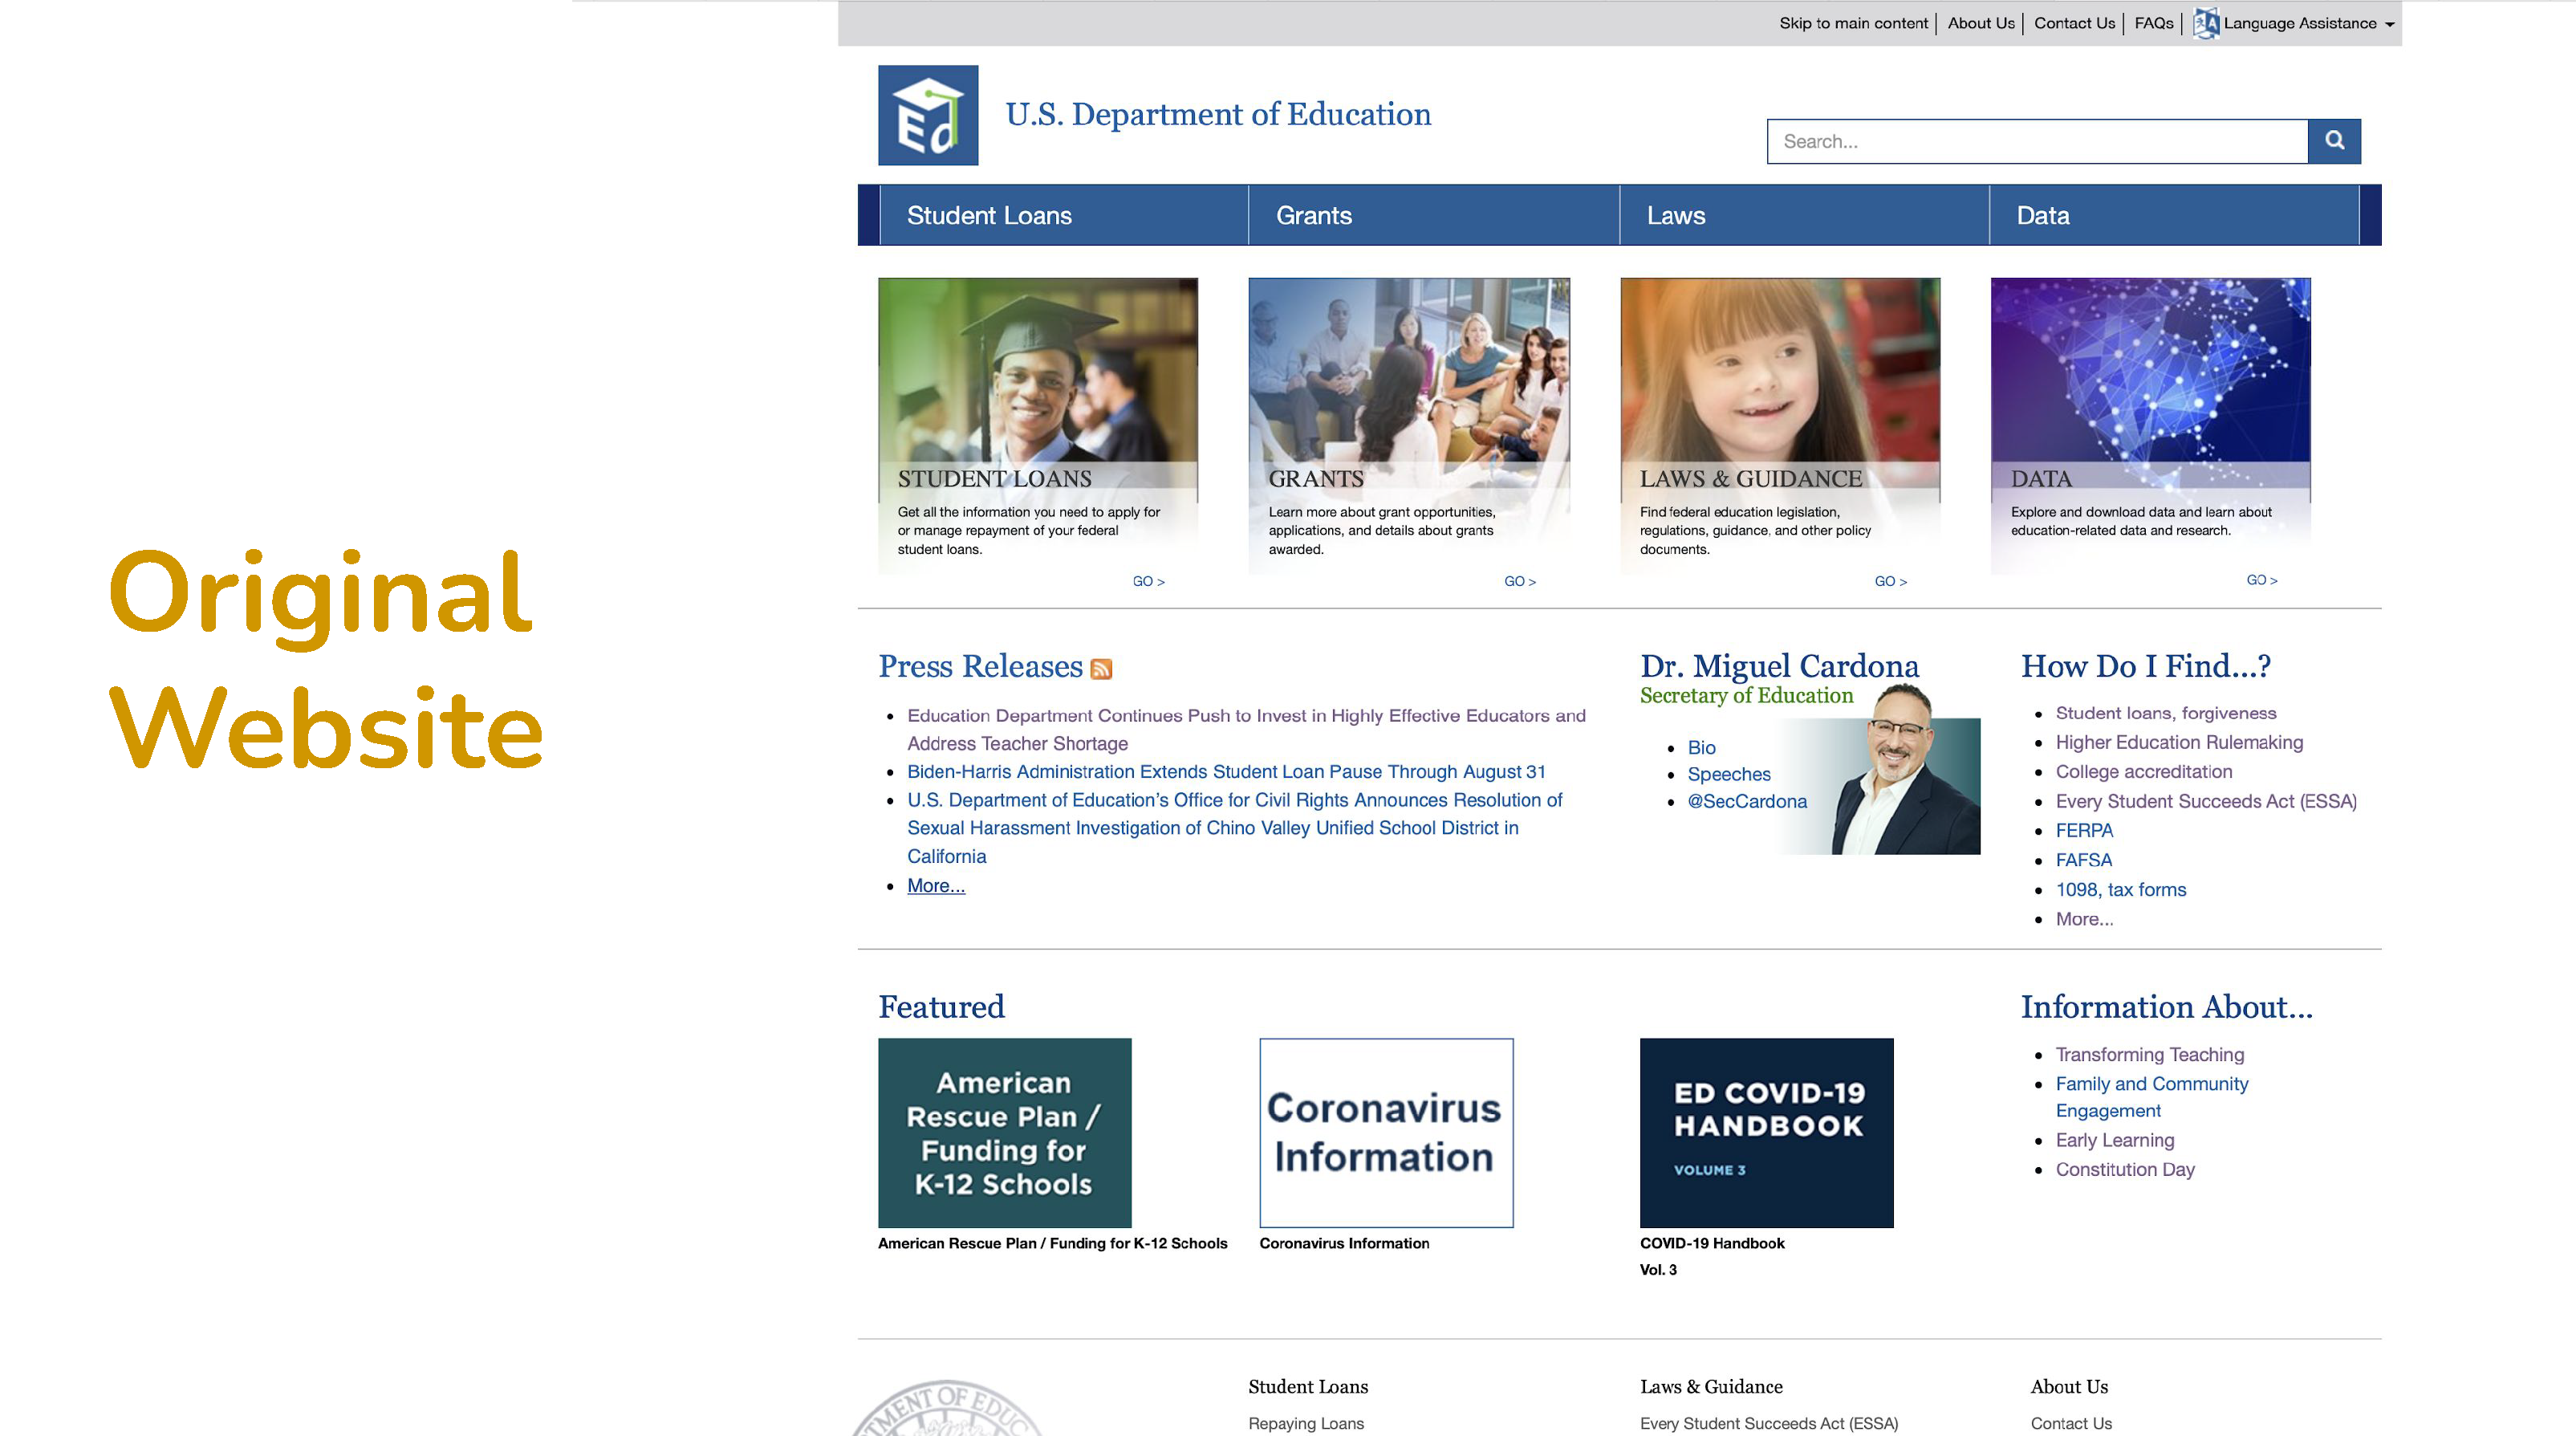 Skip to main content
About Us
Contact Us
FAQs
Language Assistance
Ed
U.S. Department of Education
Search...
Student Loans
Grants
Laws
Data
STUDENT LOANS
Get all the information you need to apply for
or manage repayment of your federal
student loans.
GO >
GRANTS
Learn more about grant opportunities,
applications, and details about grants
awarded.
GO >
LAWS & GUIDANCE
Find federal education legislation,
regulations, guidance, and other policy
documents.
GO >
DATA
Explore and download data and learn about
education-related data and research.
GO >
Original
Website
Press Releases
Education Department Continues Push to Invest in Highly Effective Educators and
Address Teacher Shortage
Biden-Harris Administration Extends Student Loan Pause Through August 31
U.S. Department of Education's Office for Civil Rights Announces Resolution of
Sexual Harassment Investigation of Chino Valley Unified School District in
California
More...
Dr. Miguel Cardona
Secretary of Education
Bio
Speeches
@SecCardona
How Do I Find...?
Student loans, forgiveness
Higher Education Rulemaking
College accreditation
Every Student Succeeds Act (ESSA)
FERPA
FAFSA
1098, tax forms
More...
Featured
American
Rescue Plan /
Funding for
K-12 Schools
American Rescue Plan / Funding for K-12 Schools
Coronavirus
Information
Coronavirus Information
ED COVID-19
HANDBOOK
VOLUME 3
COVID-19 Handbook
Vol. 3
Information About...
Transforming Teaching
Family and Community
Engagement
Early Learning
Constitution Day
MENT OF EDUC
Student Loans
Repaying Loans
Laws & Guidance
Every Student Succeeds Act (ESSA)
About Us
Contact Us